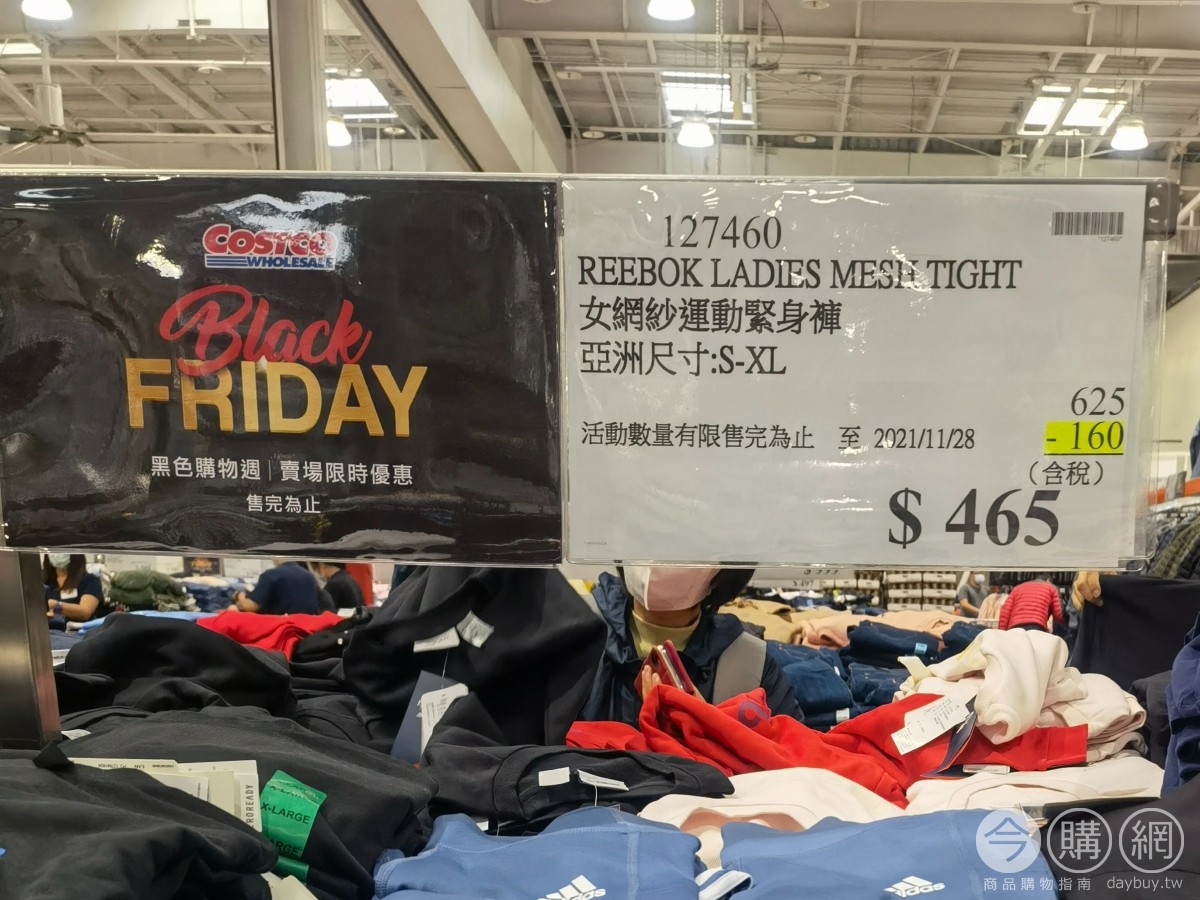 COSTCO
WHOLESALE
Black
FRIDAY
黑色購物週|賣場限時優惠
售完為止
127460
REEBOK LADIES MESH TIGHT
女網紗運動緊身褲
亞洲尺寸:S-XL
625
活動數量有限售完為止 至 2021/11/28
- 160
(含稅)
$ 465
X-LARGE
adidas
adidas
今購網
商品購物指南 daybuy.tw